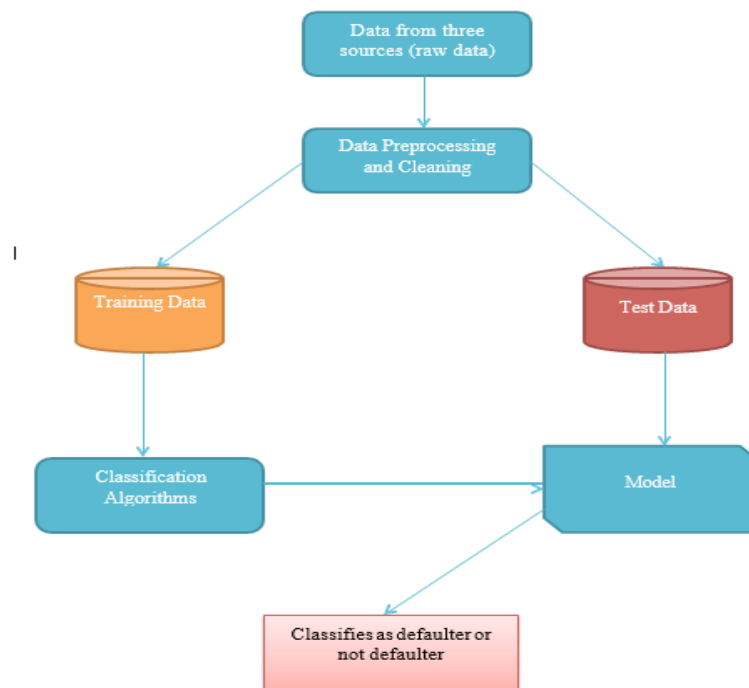 Data from three
sources (raw data)
Data Preprocessing
and Cleaning
I
Training Data
Test Data
Classification
Algorithms
Model
Classifies as defaulter or
not defaulter